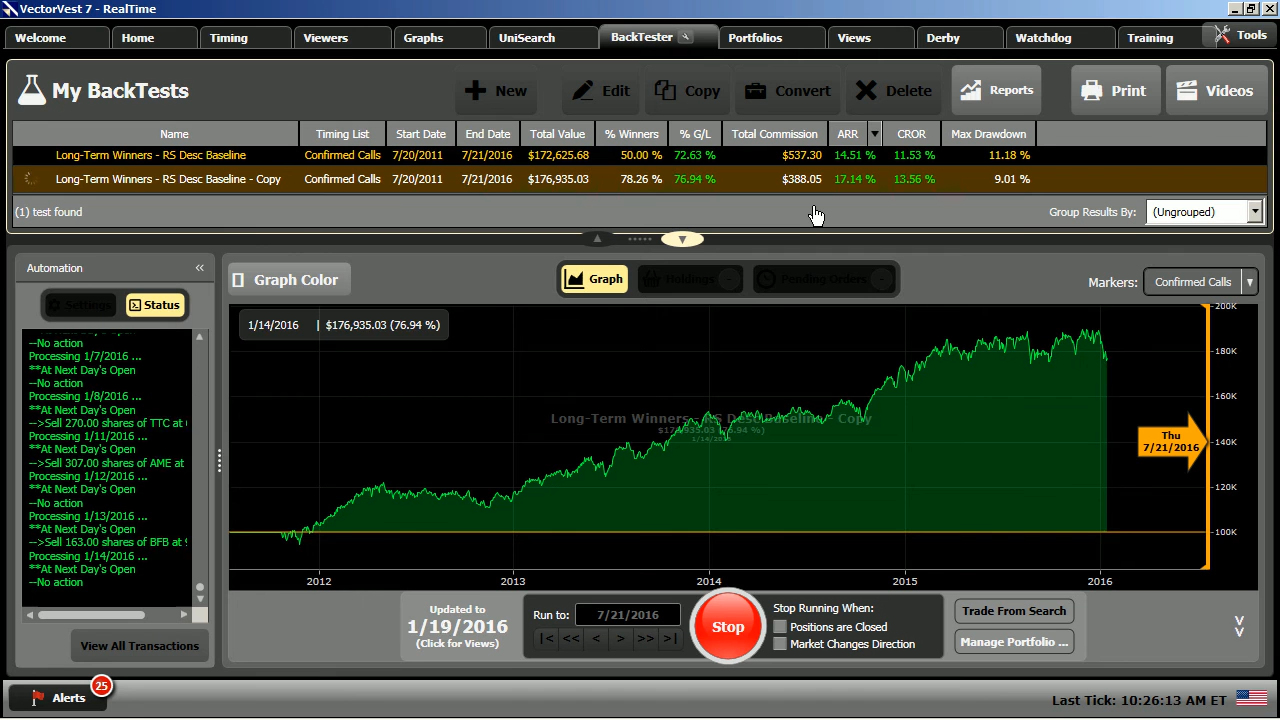 VectorVest 7 - RealTime
Welcome Home Timing Viewers Graphs UniSearch BackTester Portfolios Views Derby Watchdog Training Tools
My BackTests New Edit Copy Convert Delete Reports Print Videos
Name Timing List Start Date End Date Total Value % Winners % G/L Total Commission ARR CROR Max Drawdown
Long-Term Winners - RS Desc Baseline Confirmed Calls 7/20/2011 7/21/2016 $172,625.68 50.00 % 72.63 % $537.30 14.51 % 11.53 % 11.18 %
Long-Term Winners - RS Desc Baseline - Copy Confirmed Calls 7/20/2011 7/21/2016 $176,935.03 78.26 % 76.94 % $388.05 17.14 % 13.56 % 9.01 %
(1) test found Group Results By: (Ungrouped)
Automation «
Settings Status
--No action
Processing 1/7/2016 ...
**At Next Day's Open
--No action
Processing 1/8/2016 ...
**At Next Day's Open
-->Sell 270.00 shares of TTC at
Processing 1/11/2016 ...
**At Next Day's Open
-->Sell 307.00 shares of AME at
Processing 1/12/2016 ...
**At Next Day's Open
--No action
Processing 1/13/2016 ...
**At Next Day's Open
-->Sell 163.00 shares of BFB at
Processing 1/14/2016 ...
**At Next Day's Open
--No action
View All Transactions
Graph Color Graph Holdings Pending Orders Markers: Confirmed Calls
1/14/2016 | $176,935.03 (76.94 %)
Long-Term Winners - RS Desc Baseline - Copy
$176,935.03 (76.94 %)
1/14/2016
200K
180K
160K
140K
120K
100K
Thu
7/21/2016
2012 2013 2014 2015 2016
Updated to
1/19/2016
(Click for Views)
Run to: 7/21/2016
|< << < > >> >|
Stop
Stop Running When:
Positions are Closed
Market Changes Direction
Trade From Search
Manage Portfolio ...
Alerts 25
Last Tick: 10:26:13 AM ET